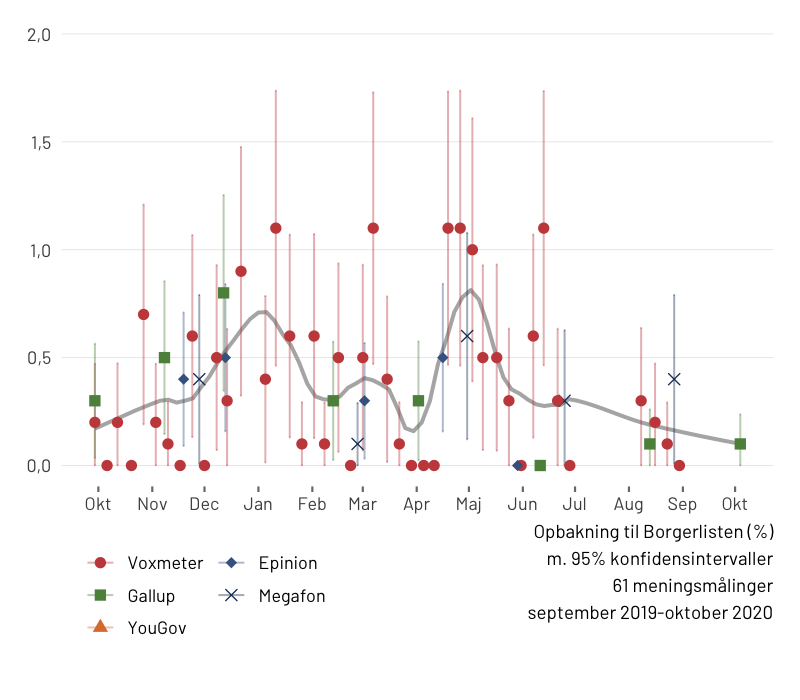 2,0
1,5
1,0
0,5
0,0
Okt Nov Dec Jan Feb Mar Apr Maj Jun Jul Aug Sep Okt
Opbakning til Borgerlisten (%)
m. 95% konfidensintervaller
61 meningsmålinger
september 2019-oktober 2020
Voxmeter Epinion
Gallup Megafon
YouGov